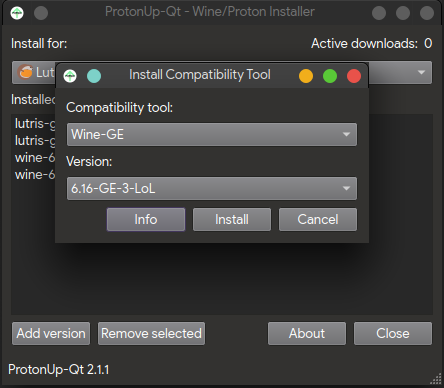 ProtonUp-Qt - Wine/Proton Installer
Install for:
Active downloads: 0
Lut
Install Compatibility Tool
Installed
Compatibility tool:
lutris-g
lutris-g
Wine-GE
wine-6
wine-6
Version:
6.16-GE-3-LoL
Info
Install
Cancel
Add version
Remove selected
About
Close
ProtonUp-Qt 2.1.1